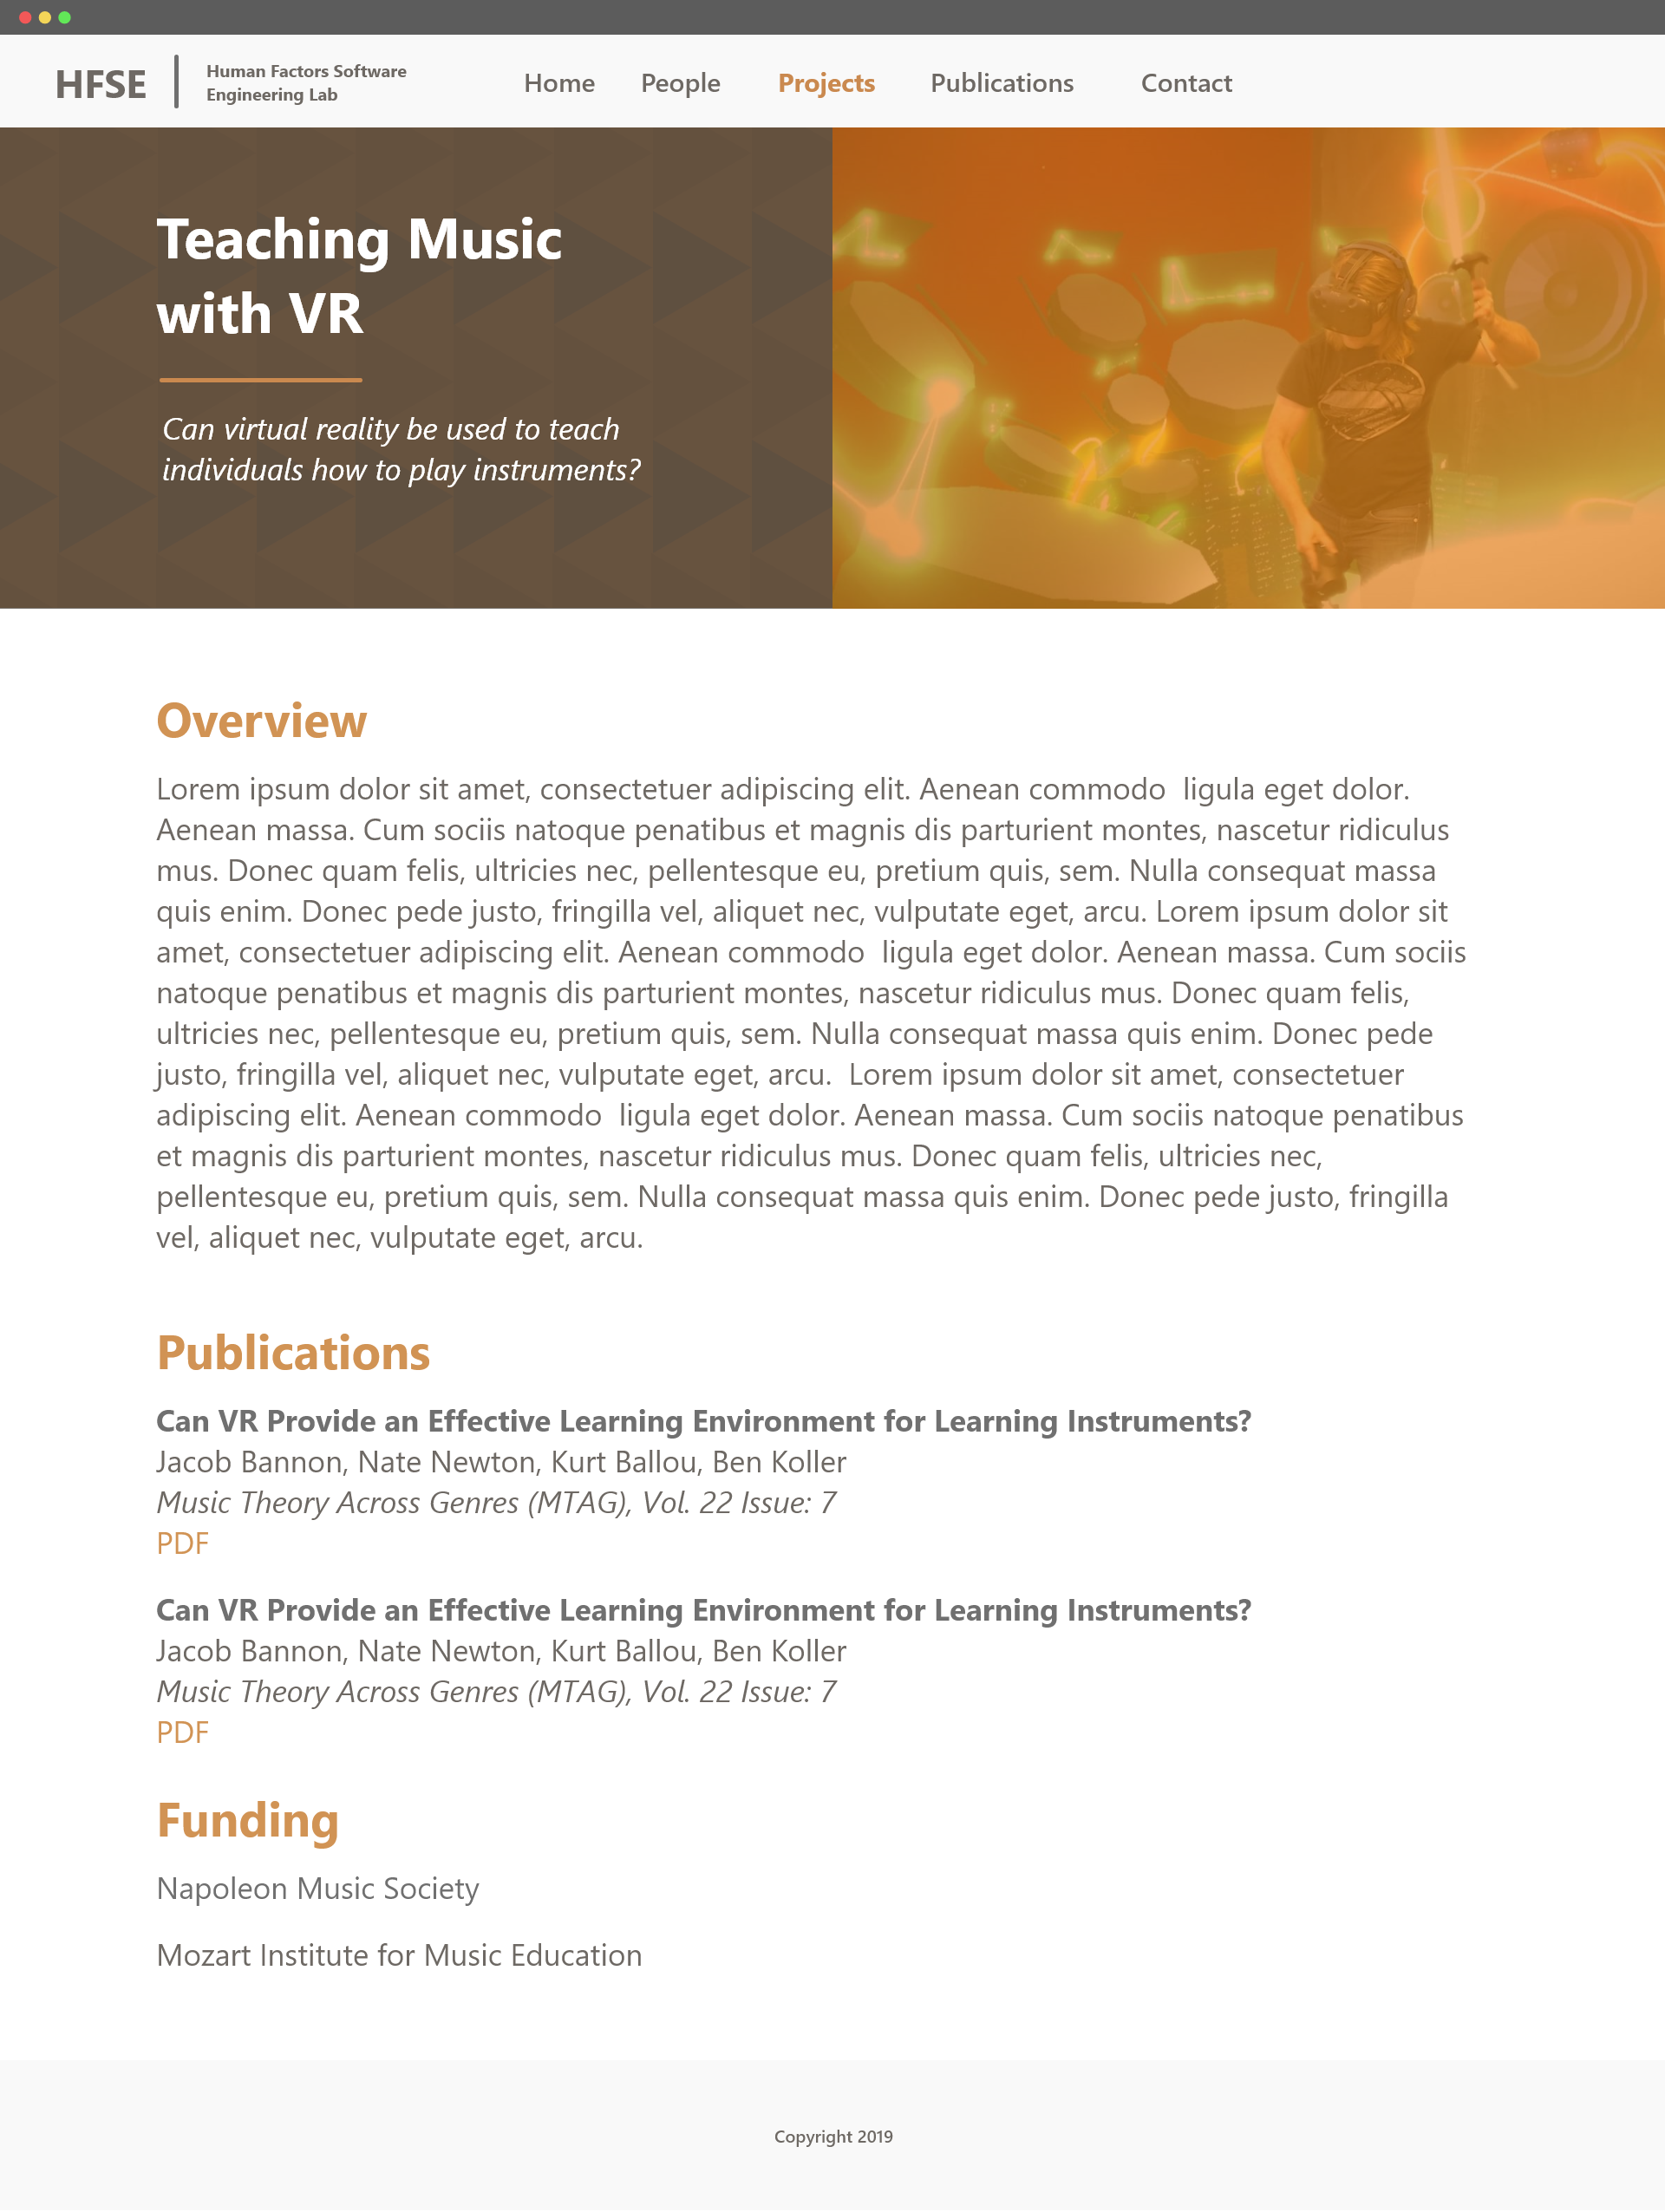 HFSE
Human Factors Software
Engineering Lab
Home People Projects Publications Contact
Teaching Music
with VR
Can virtual reality be used to teach
individuals how to play instruments?
Overview
Lorem ipsum dolor sit amet, consectetuer adipiscing elit. Aenean commodo  ligula eget dolor.
Aenean massa. Cum sociis natoque penatibus et magnis dis parturient montes, nascetur ridiculus
mus. Donec quam felis, ultricies nec, pellentesque eu, pretium quis, sem. Nulla consequat massa
quis enim. Donec pede justo, fringilla vel, aliquet nec, vulputate eget, arcu. Lorem ipsum dolor sit
amet, consectetuer adipiscing elit. Aenean commodo  ligula eget dolor. Aenean massa. Cum sociis
natoque penatibus et magnis dis parturient montes, nascetur ridiculus mus. Donec quam felis,
ultricies nec, pellentesque eu, pretium quis, sem. Nulla consequat massa quis enim. Donec pede
justo, fringilla vel, aliquet nec, vulputate eget, arcu.  Lorem ipsum dolor sit amet, consectetuer
adipiscing elit. Aenean commodo  ligula eget dolor. Aenean massa. Cum sociis natoque penatibus
et magnis dis parturient montes, nascetur ridiculus mus. Donec quam felis, ultricies nec,
pellentesque eu, pretium quis, sem. Nulla consequat massa quis enim. Donec pede justo, fringilla
vel, aliquet nec, vulputate eget, arcu.
Publications
Can VR Provide an Effective Learning Environment for Learning Instruments?
Jacob Bannon, Nate Newton, Kurt Ballou, Ben Koller
Music Theory Across Genres (MTAG), Vol. 22 Issue: 7
PDF
Can VR Provide an Effective Learning Environment for Learning Instruments?
Jacob Bannon, Nate Newton, Kurt Ballou, Ben Koller
Music Theory Across Genres (MTAG), Vol. 22 Issue: 7
PDF
Funding
Napoleon Music Society
Mozart Institute for Music Education
Copyright 2019